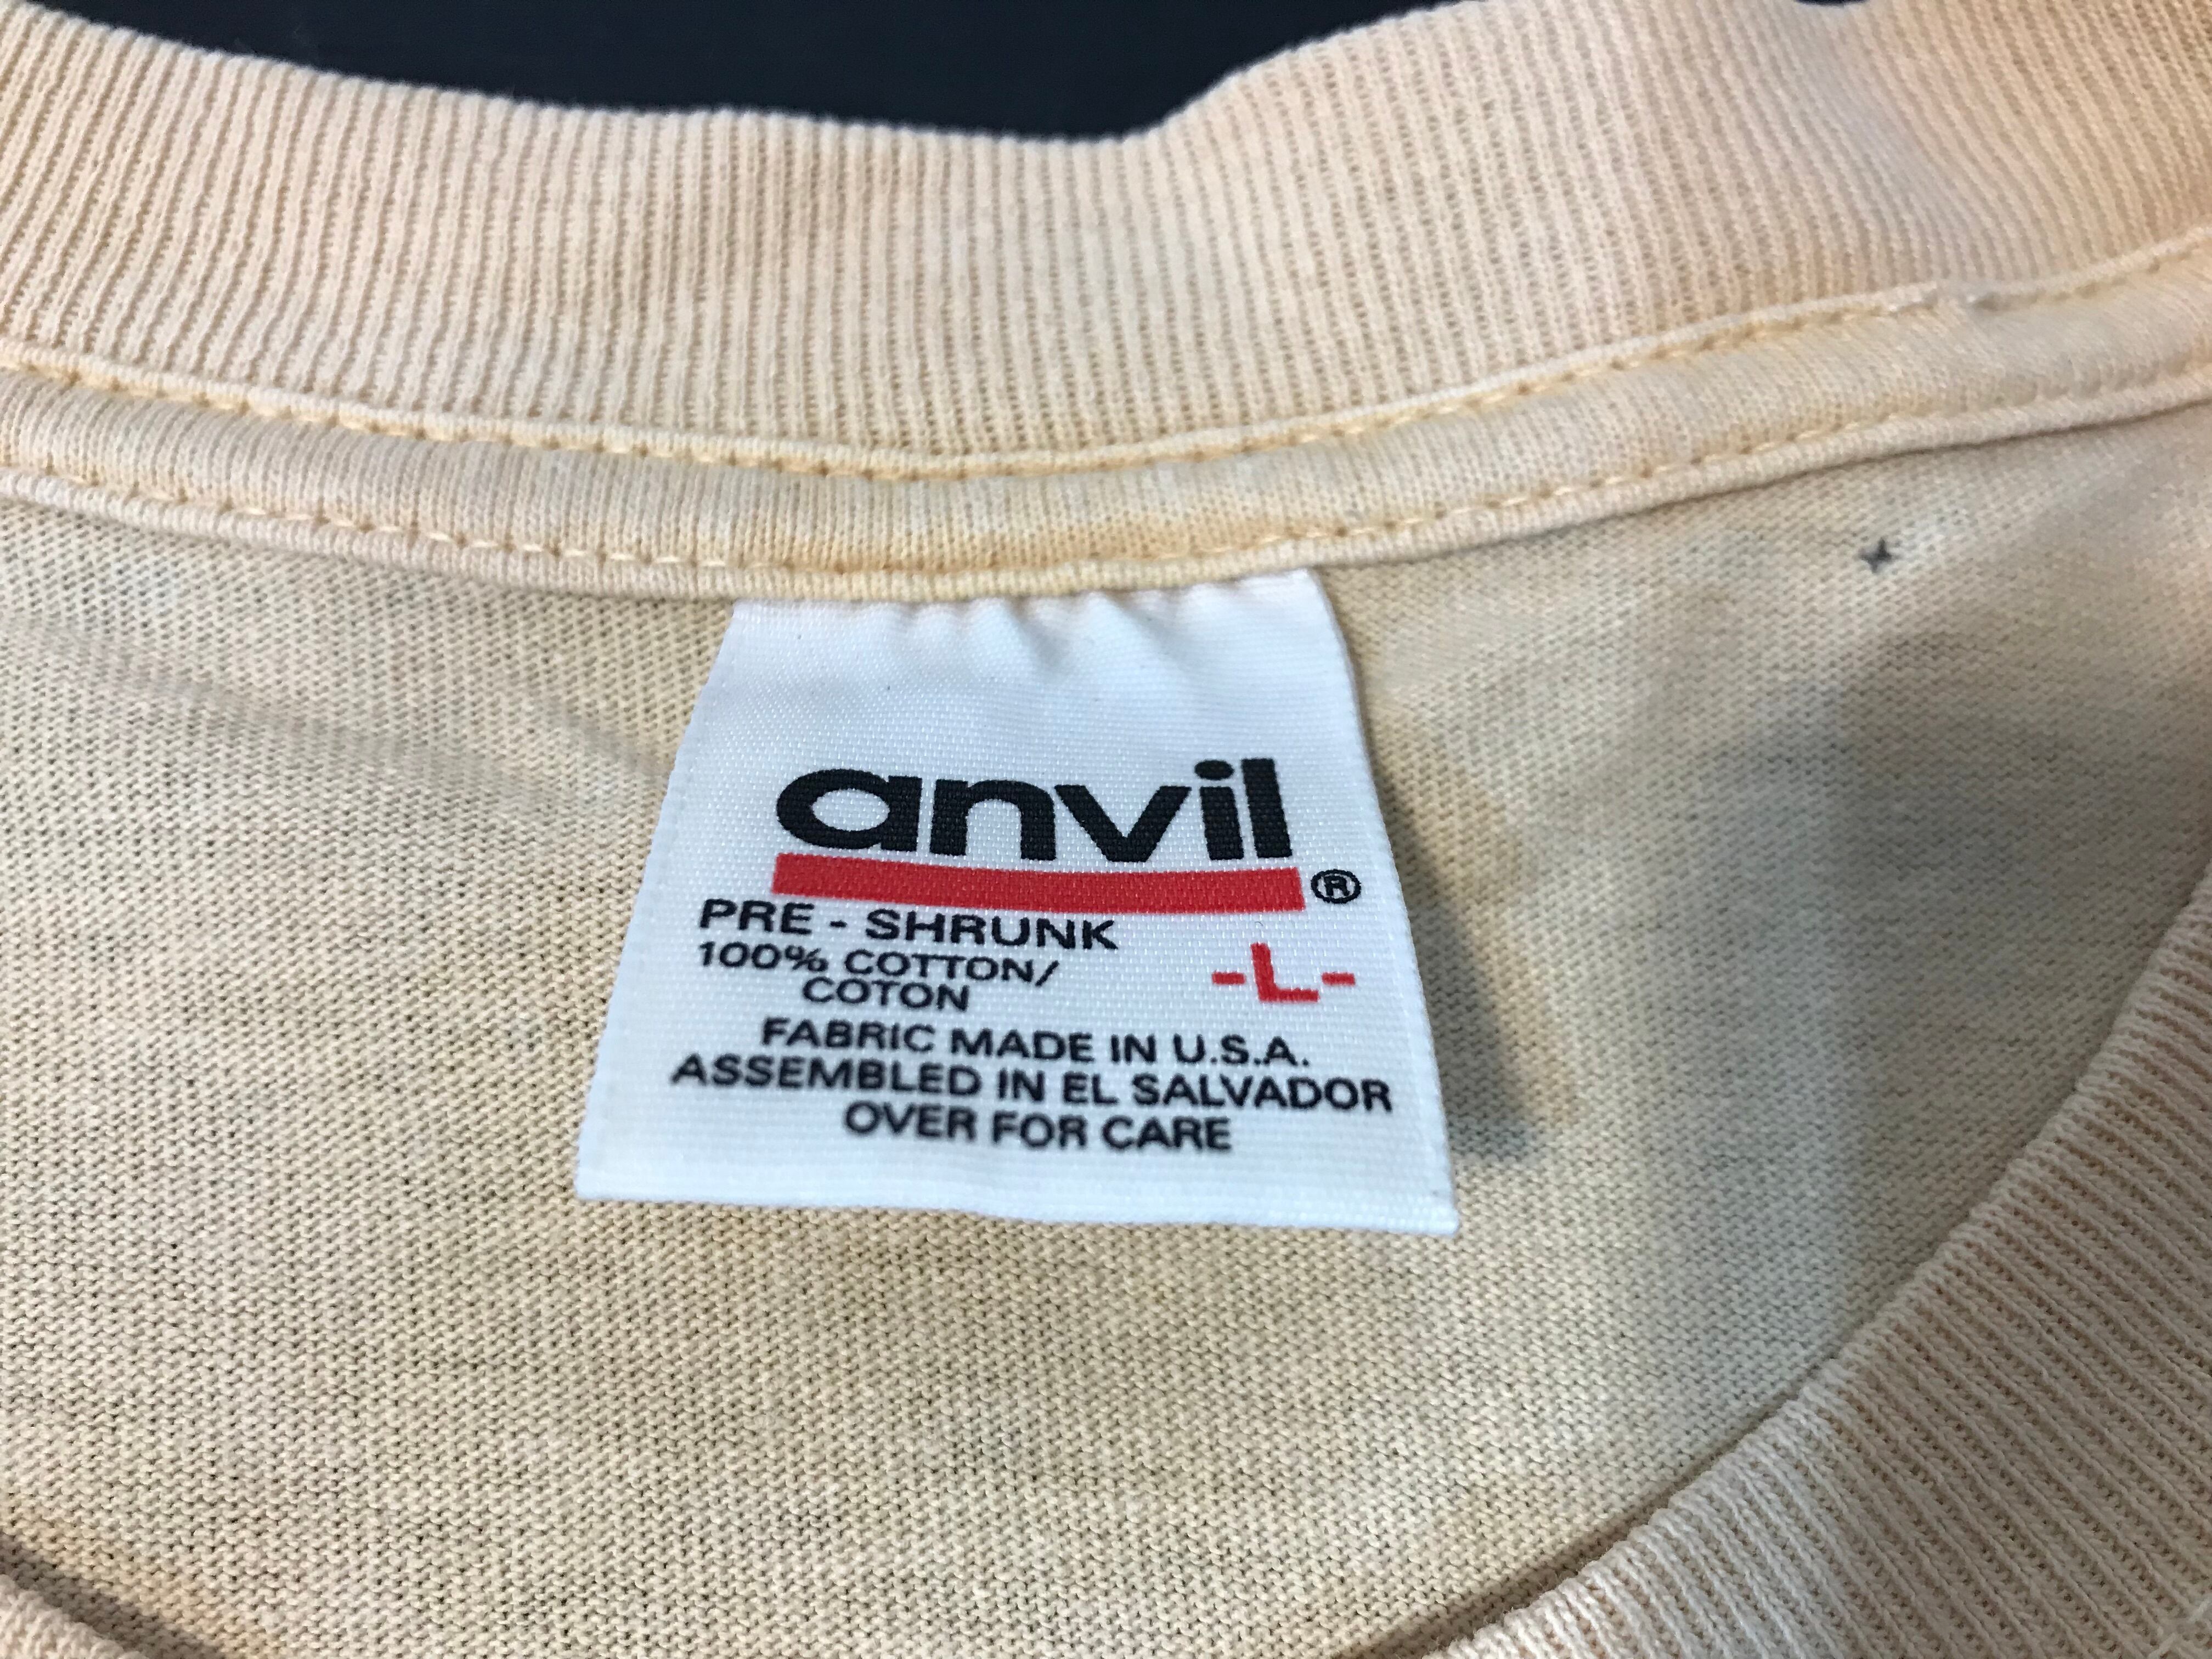 anvil®
PRE - SHRUNK
100% COTTON/
COTON
-L-
FABRIC MADE IN U.S.A.
ASSEMBLED IN EL SALVADOR
OVER FOR CARE